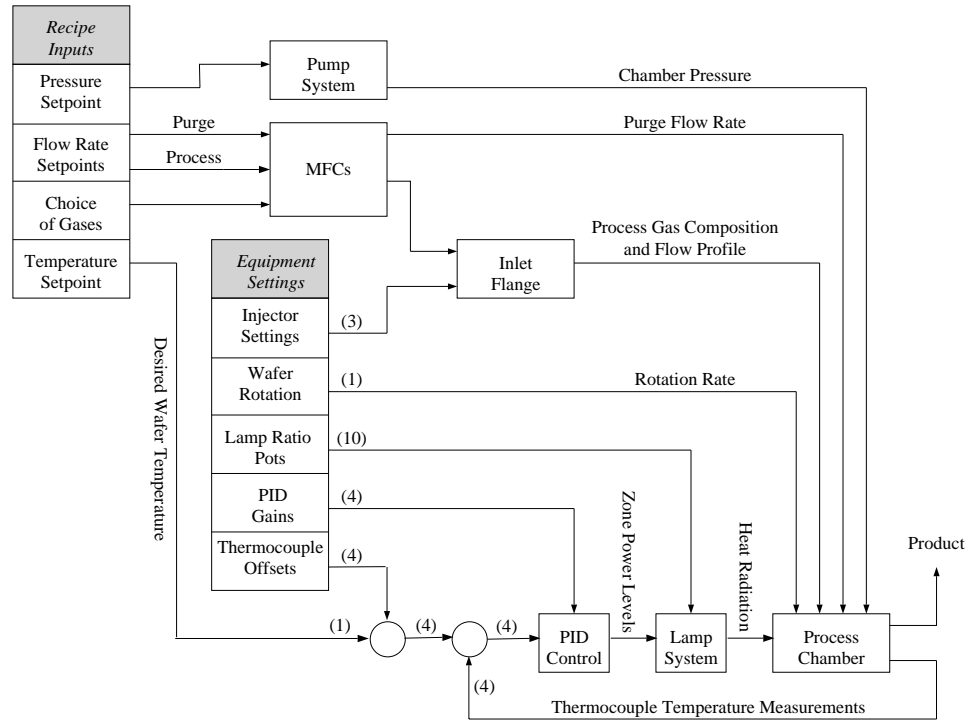 Recipe
Inputs
Pressure
Setpoint
Flow Rate
Setpoints
Choice
of Gases
Temperature
Setpoint
Pump
System
Chamber Pressure
Purge
Process
MFCs
Purge Flow Rate
Process Gas Composition
and Flow Profile
Inlet
Flange
Equipment
Settings
Injector
Settings
(3)
Wafer
Rotation
(1)
Rotation Rate
Lamp Ratio
Pots
(10)
PID
Gains
(4)
Thermocouple
Offsets
(4)
Desired Wafer Temperature
Zone Power Levels
Heat Radiation
Product
(1)
(4)
(4)
PID
Control
Lamp
System
Process
Chamber
(4)
Thermocouple Temperature Measurements